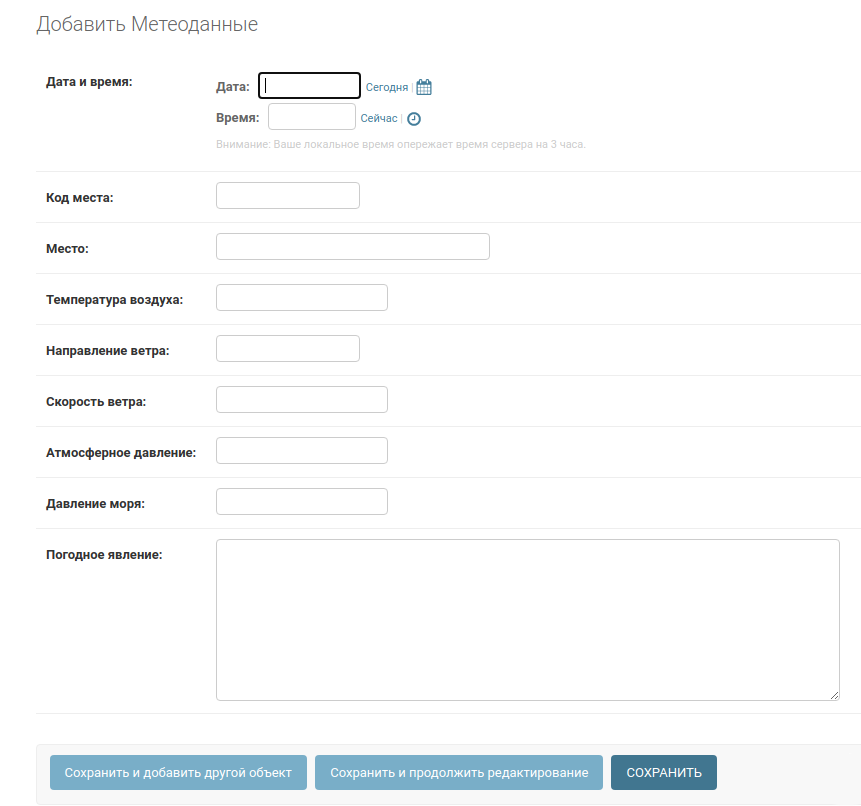 Добавить Метеоданные
Дата и время:
Дата: Сегодня |
Время: Сейчас |
Внимание: Ваше локальное время опережает время сервера на 3 часа.
Код места:
Место:
Температура воздуха:
Направление ветра:
Скорость ветра:
Атмосферное давление:
Давление моря:
Погодное явление:
Сохранить и добавить другой объект Сохранить и продолжить редактирование СОХРАНИТЬ